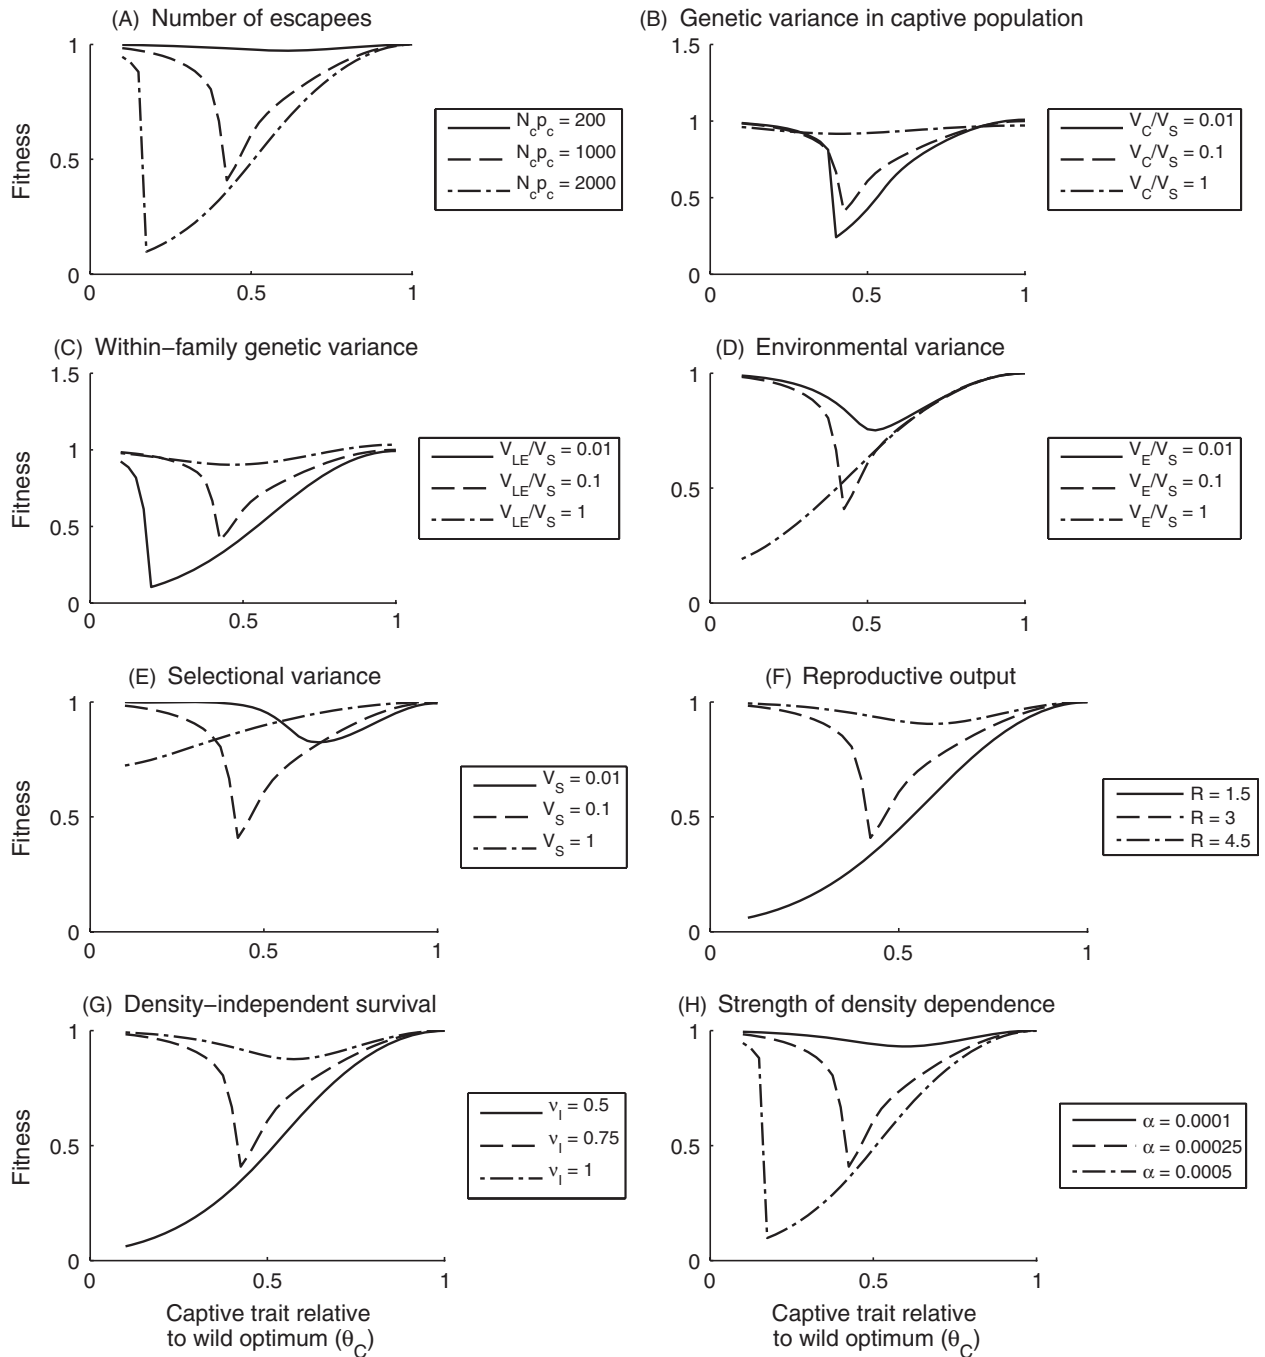 (A) Number of escapees
1
0.5
0
0
0.5
1
Fitness
N_c p_c = 200
N_c p_c = 1000
N_c p_c = 2000
(B) Genetic variance in captive population
1.5
1
0.5
0
0
0.5
1
V_C/V_S = 0.01
V_C/V_S = 0.1
V_C/V_S = 1
(C) Within−family genetic variance
1.5
1
0.5
0
0
0.5
1
Fitness
V_LE/V_S = 0.01
V_LE/V_S = 0.1
V_LE/V_S = 1
(D) Environmental variance
1
0.5
0
0
0.5
1
V_E/V_S = 0.01
V_E/V_S = 0.1
V_E/V_S = 1
(E) Selectional variance
1
0.5
0
0
0.5
1
Fitness
V_S = 0.01
V_S = 0.1
V_S = 1
(F) Reproductive output
1
0.5
0
0
0.5
1
R = 1.5
R = 3
R = 4.5
(G) Density−independent survival
1
0.5
0
0
0.5
1
Fitness
ν_I = 0.5
ν_I = 0.75
ν_I = 1
Captive trait relative
to wild optimum (θ_C)
(H) Strength of density dependence
1
0.5
0
0
0.5
1
α = 0.0001
α = 0.00025
α = 0.0005
Captive trait relative
to wild optimum (θ_C)